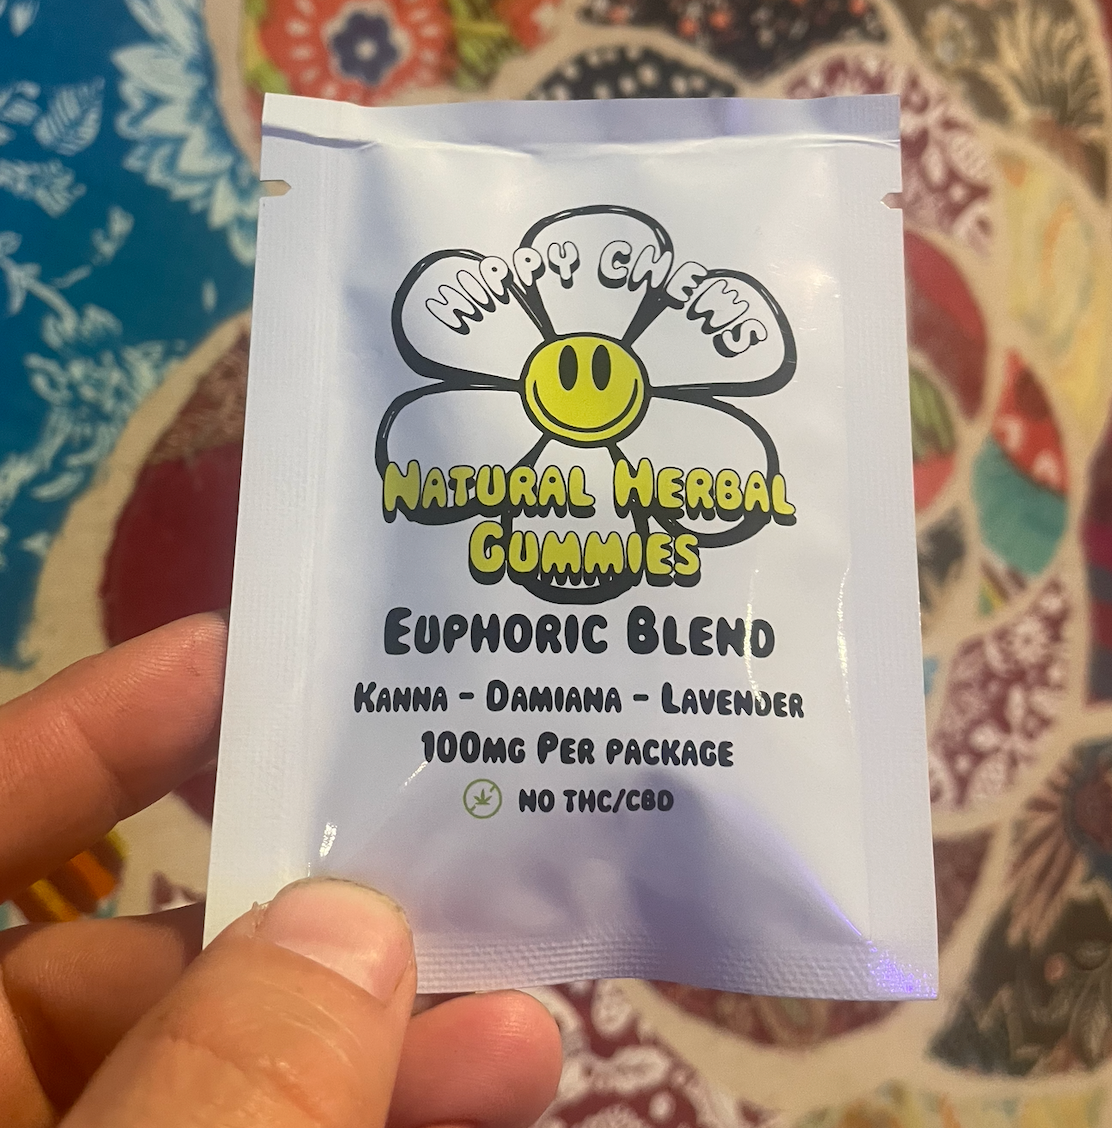 HIPPY CHEWS
NATURAL HERBAL
GUMMIES
EUPHORIC BLEND
KANNA - DAMIANA - LAVENDER
100MG PER PACKAGE
NO THC/CBD